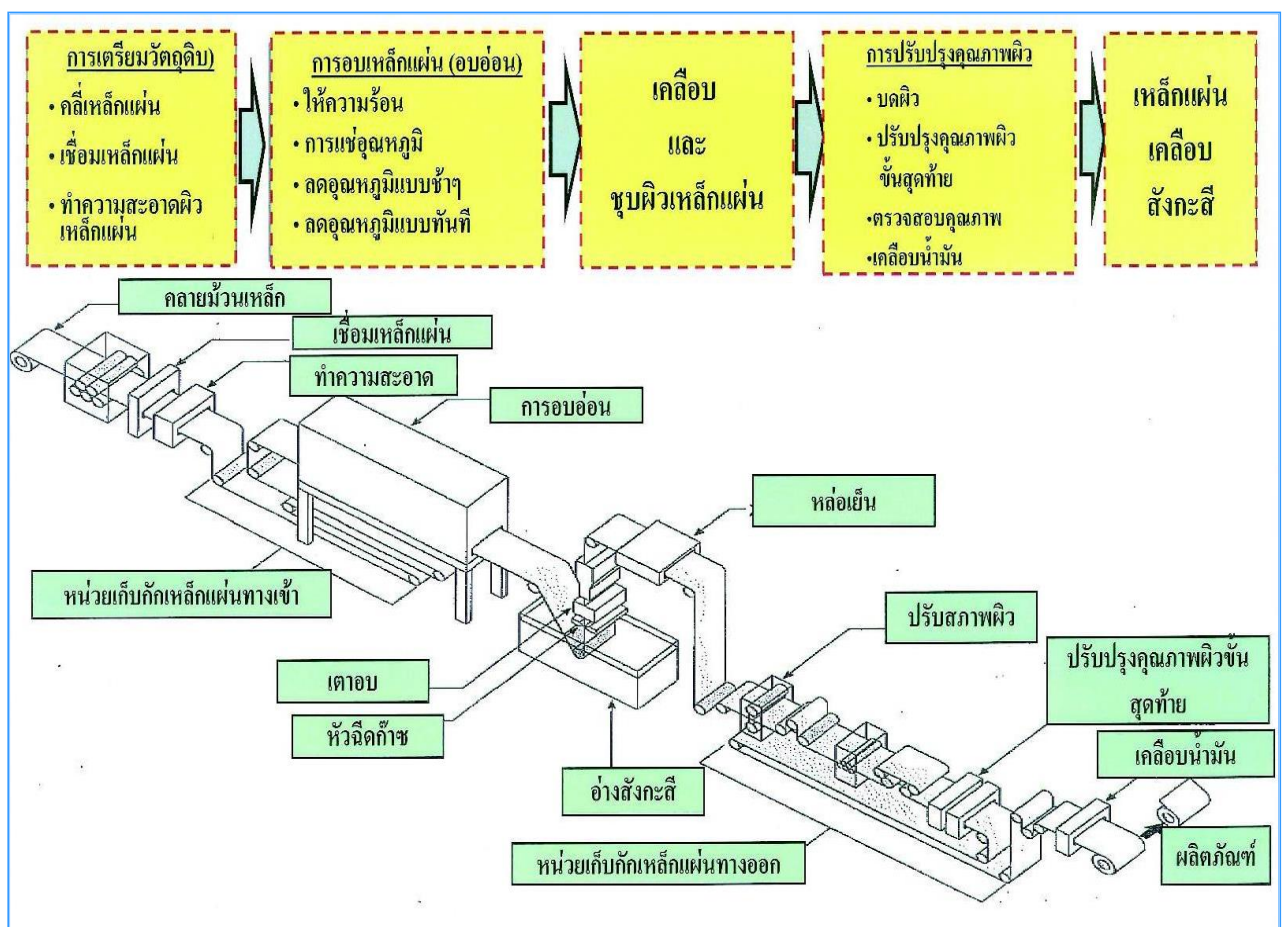 การเตรียมวัตถุดิบ)
• คลี่เหล็กแผ่น
• เชื่อมเหล็กแผ่น
• ทำความสะอาดผิว
เหล็กแผ่น
การอบเหล็กแผ่น (อบอ่อน)
• ให้ความร้อน
• การแช่อุณหภูมิ
• ลดอุณหภูมิแบบช้าๆ
• ลดอุณหภูมิแบบทันที
เคลือบ
และ
ชุบผิวเหล็กแผ่น
การปรับปรุงคุณภาพผิว
• บดผิว
• ปรับปรุงคุณภาพผิว
ขั้นสุดท้าย
•ตรวจสอบคุณภาพ
•เคลือบน้ำมัน
เหล็กแผ่น
เคลือบ
สังกะสี
คลายม้วนเหล็ก
เชื่อมเหล็กแผ่น
ทำความสะอาด
การอบอ่อน
หล่อเย็น
หน่วยเก็บกักเหล็กแผ่นทางเข้า
ปรับสภาพผิว
ปรับปรุงคุณภาพผิวขั้น
สุดท้าย
เตาอบ
หัวฉีดก๊าซ
เคลือบน้ำมัน
อ่างสังกะสี
หน่วยเก็บกักเหล็กแผ่นทางออก
ผลิตภัณฑ์